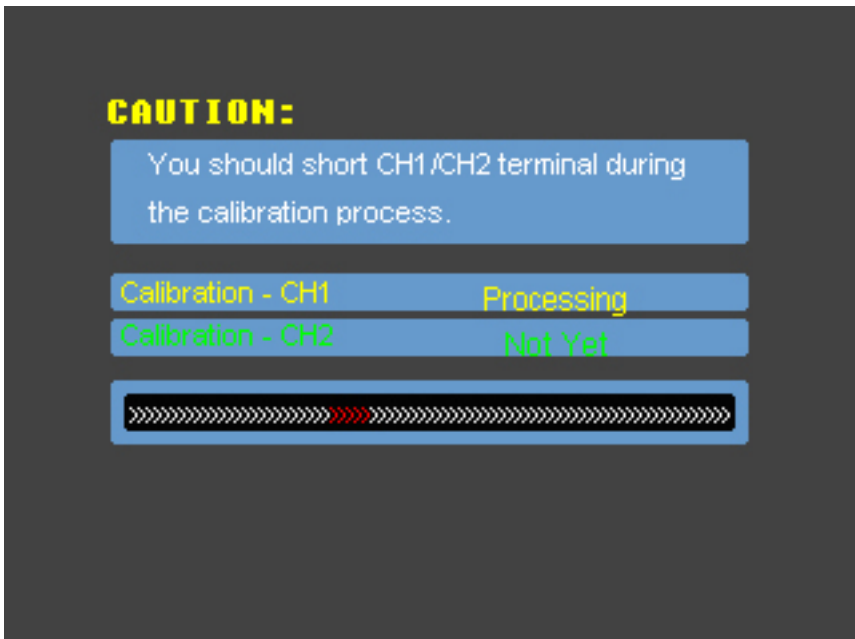 CAUTION:
You should short CH1/CH2 terminal during
the calibration process.
Calibration - CH1 Processing
Calibration - CH2 Not Yet